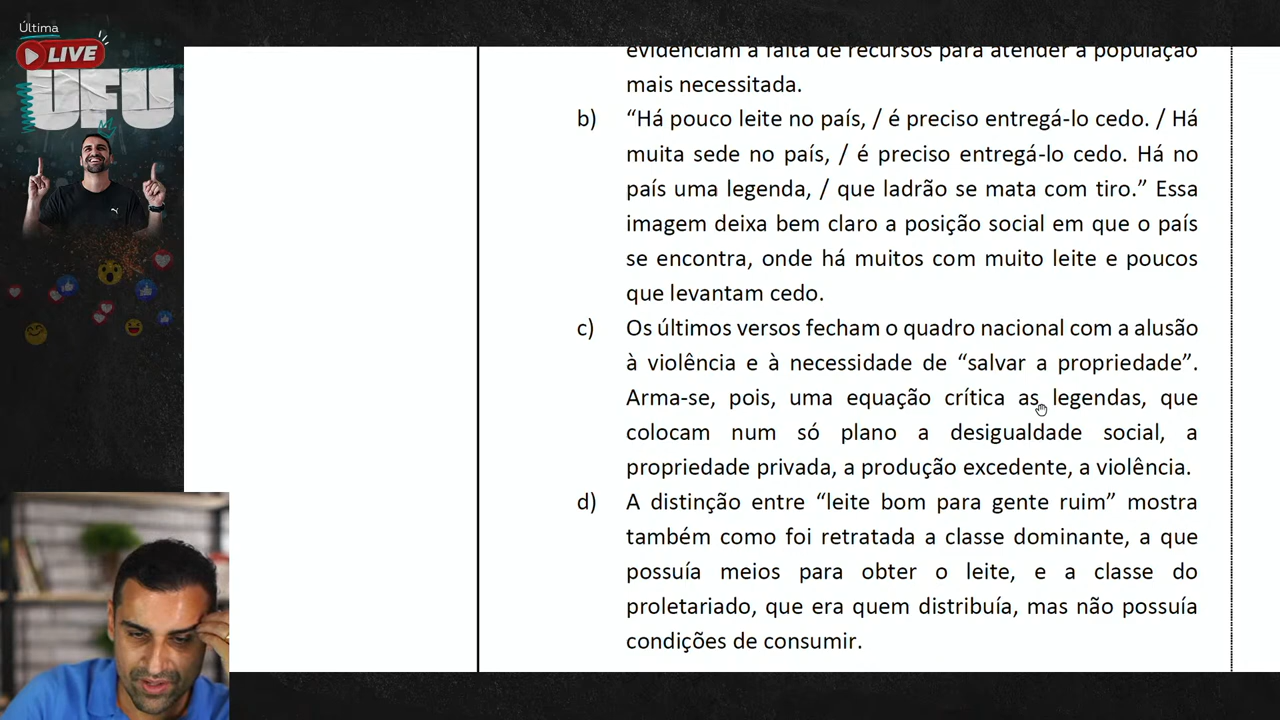 Última
LIVE
UFU
evidenciam a falta de recursos para atender a população
mais necessitada.
b) “Há pouco leite no país, / é preciso entregá-lo cedo. / Há
muita sede no país, / é preciso entregá-lo cedo. Há no
país uma legenda, / que ladrão se mata com tiro.” Essa
imagem deixa bem claro a posição social em que o país
se encontra, onde há muitos com muito leite e poucos
que levantam cedo.
c) Os últimos versos fecham o quadro nacional com a alusão
à violência e à necessidade de “salvar a propriedade”.
Arma-se, pois, uma equação crítica as legendas, que
colocam num só plano a desigualdade social, a
propriedade privada, a produção excedente, a violência.
d) A distinção entre “leite bom para gente ruim” mostra
também como foi retratada a classe dominante, a que
possuía meios para obter o leite, e a classe do
proletariado, que era quem distribuía, mas não possuía
condições de consumir.